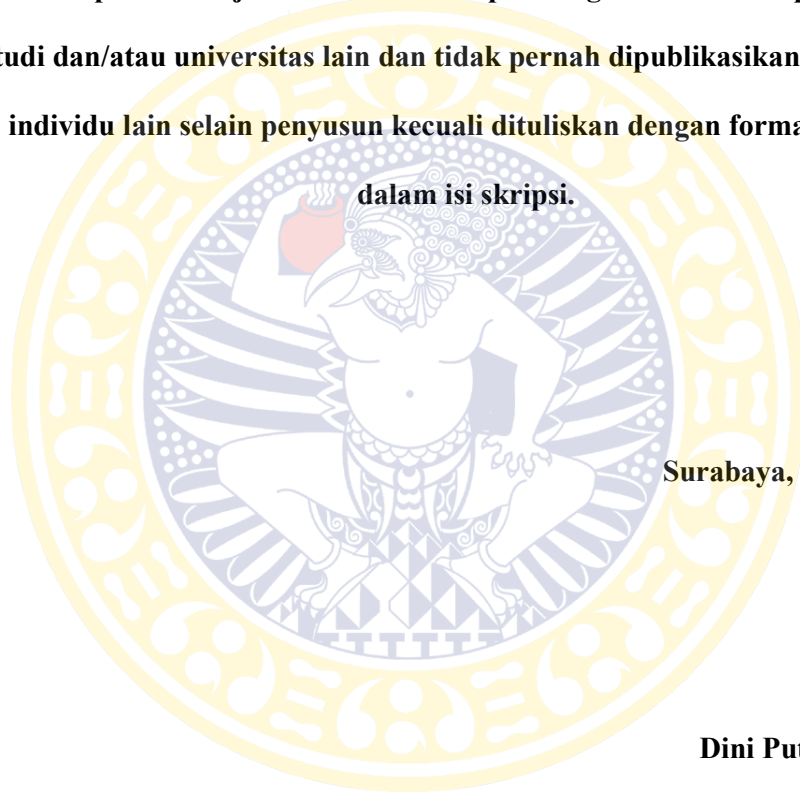 tudi dan/atau universitas lain dan tidak pernah dipublikasikan
individu lain selain penyusun kecuali dituliskan dengan forma
dalam isi skripsi.
Surabaya,
Dini Pu